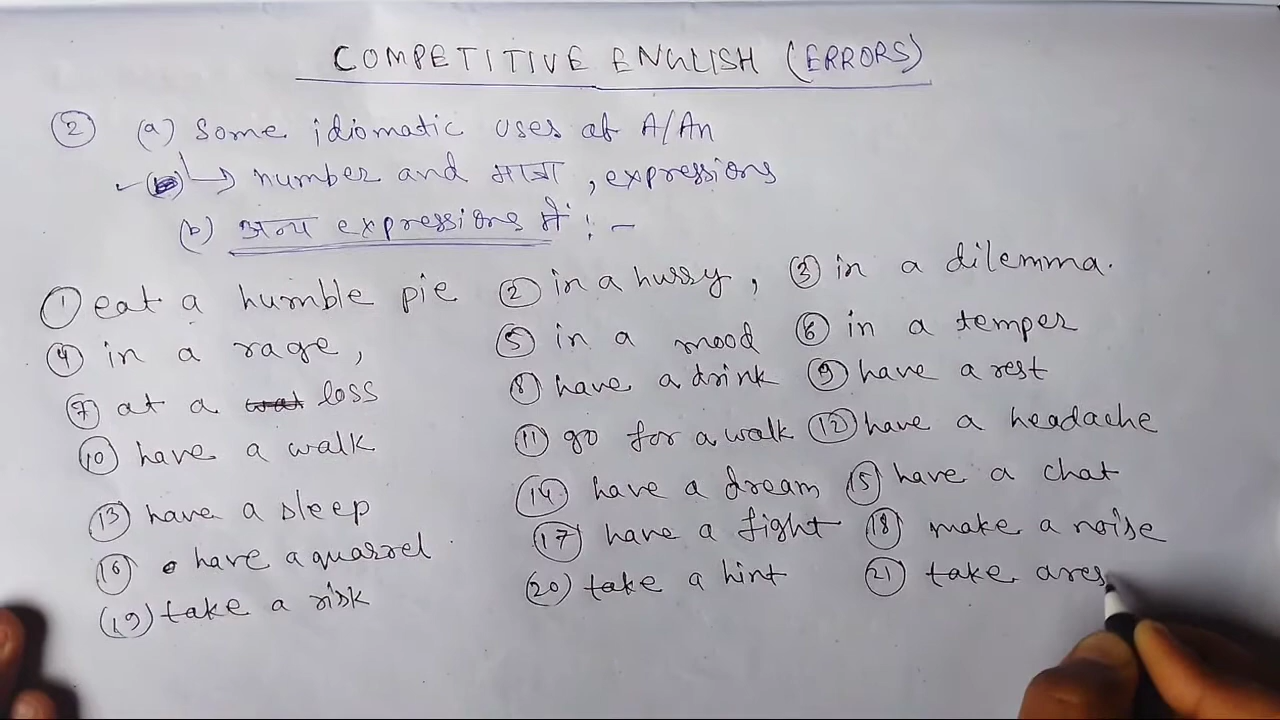 COMPETITIVE ENGLISH (ERRORS)
② (a) Some idiomatic uses of A/An
↳ number and मात्रा, expressions
(b) अन्य expressions में :-
① eat a humble pie ② in a hurry, ③ in a dilemma.
④ in a rage, ⑤ in a mood ⑥ in a temper
⑦ at a loss ⑧ have a drink ⑨ have a rest
⑩ have a walk ⑪ go for a walk ⑫ have a headache
⑬ have a sleep ⑭ have a dream ⑮ have a chat
⑯ have a quarrel ⑰ have a fight ⑱ make a noise
⑲ take a risk ⑳ take a hint ㉑ take a res